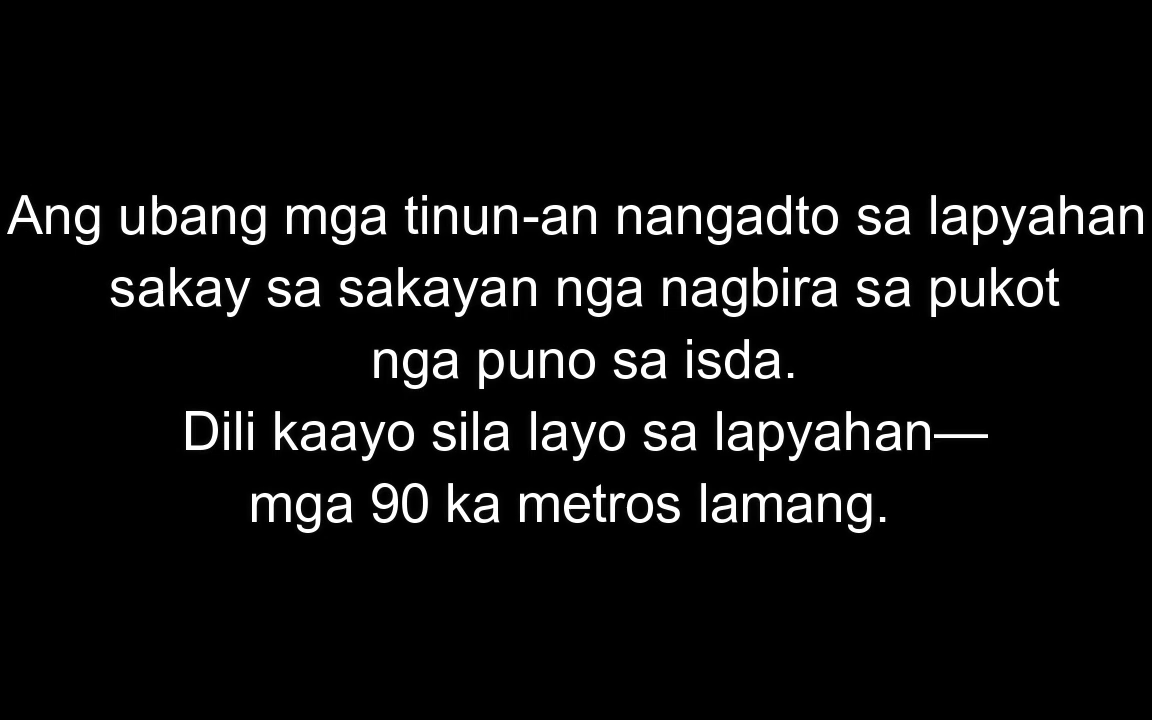 Ang ubang mga tinun-an nangadto sa lapyahan
sakay sa sakayan nga nagbira sa pukot
nga puno sa isda.
Dili kaayo sila layo sa lapyahan—
mga 90 ka metros lamang.